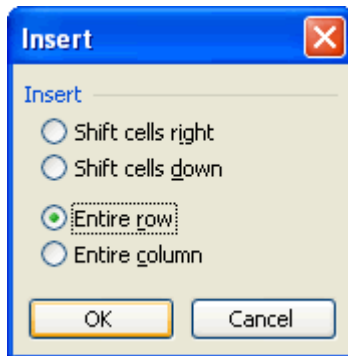 Insert
Insert
Shift cells right
Shift cells down
Entire row
Entire column
OK Cancel